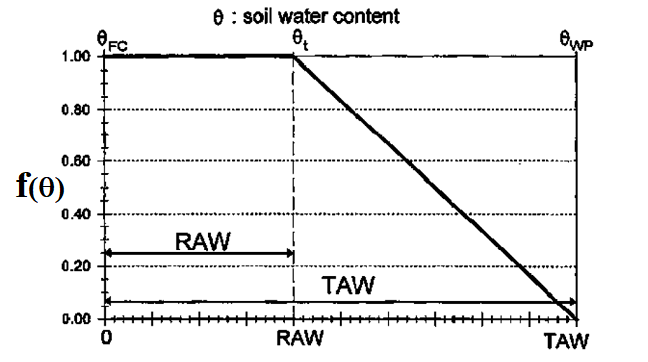 θ : soil water content
θFC θt θWP
1.00
0.80
f(θ)
0.60
0.40
RAW
0.20
TAW
0.00
0 RAW TAW